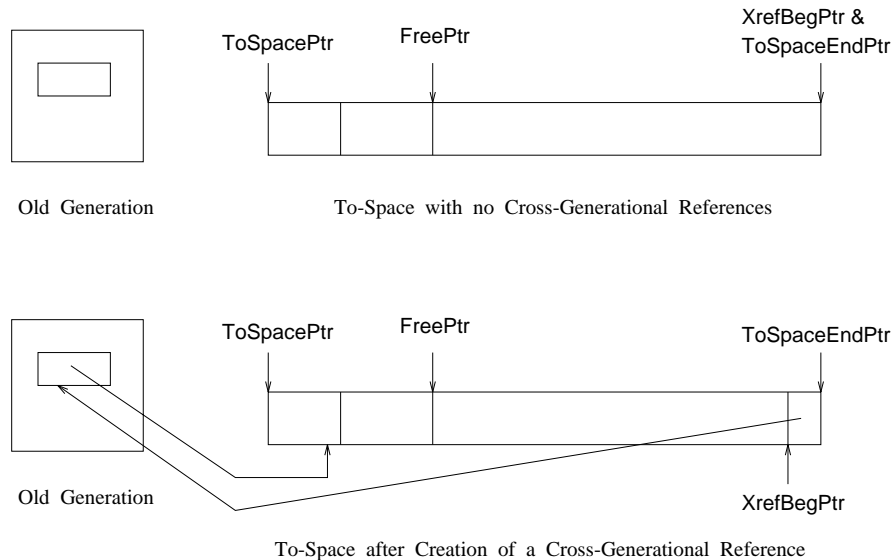 XrefBegPtr &
ToSpacePtr
FreePtr
ToSpaceEndPtr
Old Generation
To-Space with no Cross-Generational References
ToSpacePtr
FreePtr
ToSpaceEndPtr
Old Generation
XrefBegPtr
To-Space after Creation of a Cross-Generational Reference